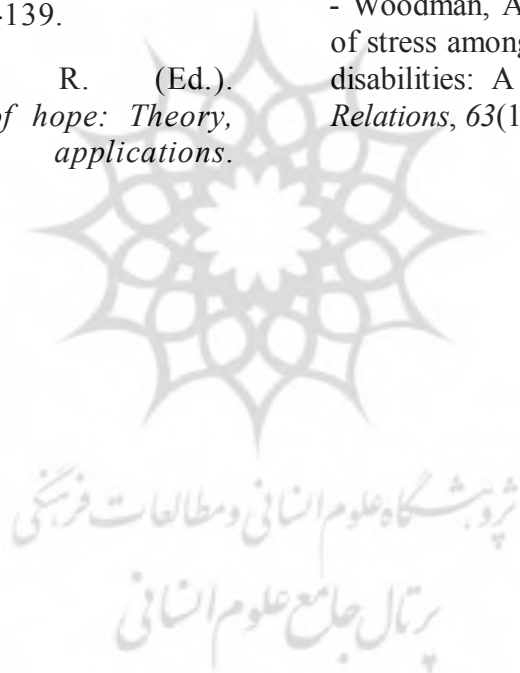 -139.
R. (Ed.).
of hope: Theory,
applications.
- Woodman, A
of stress among
disabilities: A
Relations, 63(1
پژوهشگاه علوم انسانی و مطالعات فرهنگی
پرتال جامع علوم انسانی